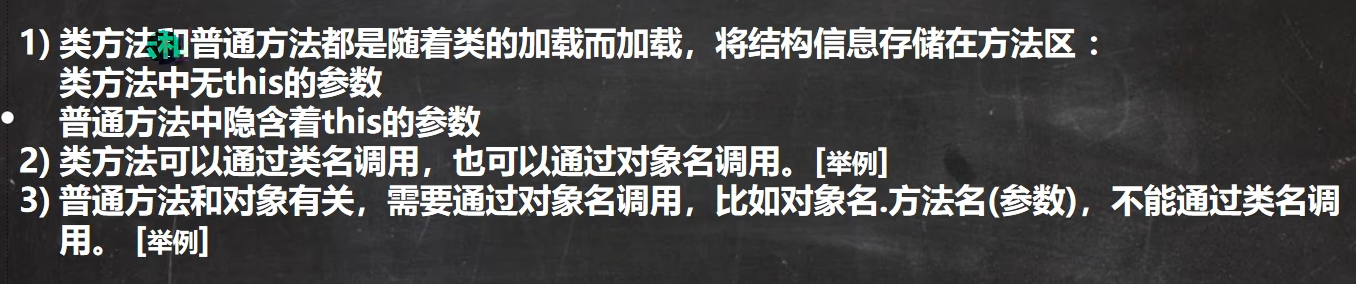 1) 类方法和普通方法都是随着类的加载而加载，将结构信息存储在方法区：
类方法中无this的参数
普通方法中隐含着this的参数
2) 类方法可以通过类名调用，也可以通过对象名调用。[举例]
3) 普通方法和对象有关，需要通过对象名调用，比如对象名.方法名(参数)，不能通过类名调
用。 [举例]